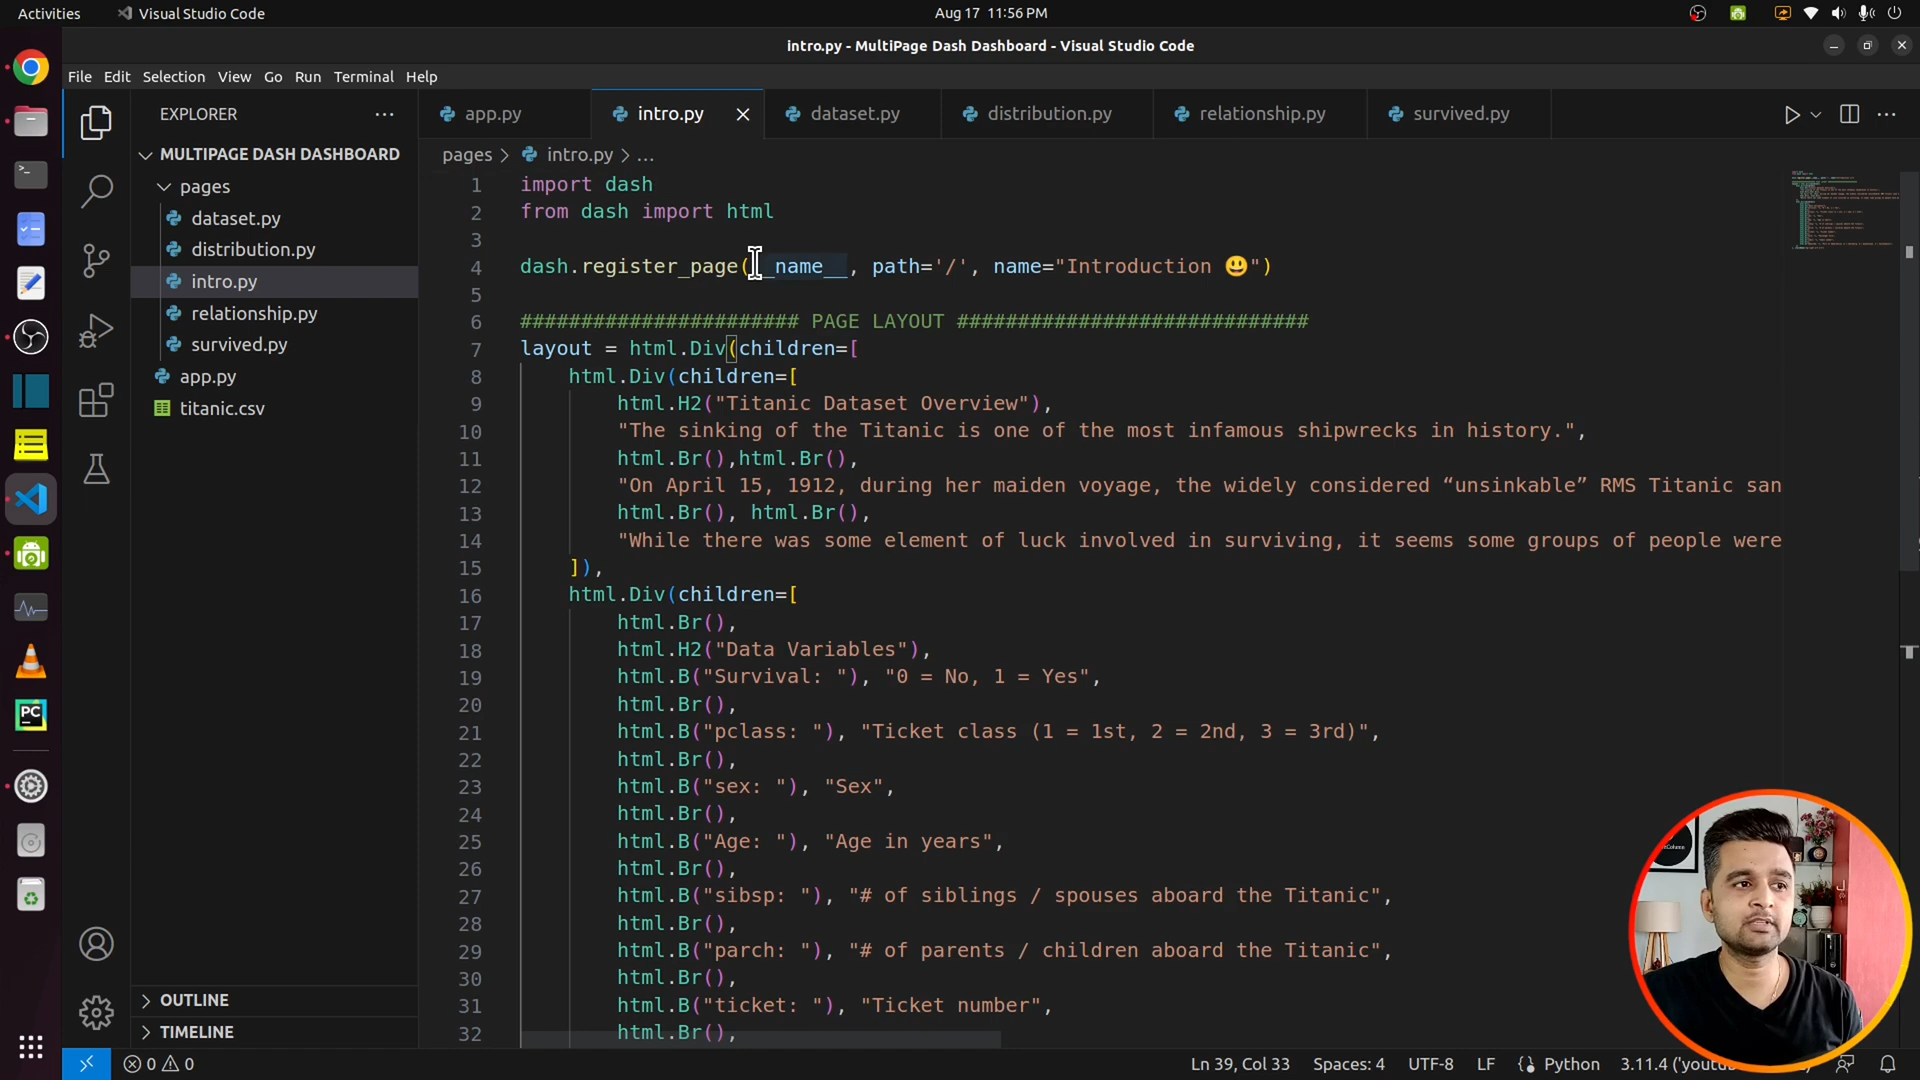 Activities
Visual Studio Code
Aug 17 11:56 PM
intro.py - MultiPage Dash Dashboard - Visual Studio Code
File Edit Selection View Go Run Terminal Help
EXPLORER
MULTIPAGE DASH DASHBOARD
pages
dataset.py
distribution.py
intro.py
relationship.py
survived.py
app.py
titanic.csv
OUTLINE
TIMELINE
app.py
intro.py
dataset.py
distribution.py
relationship.py
survived.py
pages > intro.py > ...
1 import dash
2 from dash import html
3
4 dash.register_page(__name__, path='/', name="Introduction 😃")
5
6 ####################### PAGE LAYOUT #############################
7 layout = html.Div(children=[
8 html.Div(children=[
9 html.H2("Titanic Dataset Overview"),
10 "The sinking of the Titanic is one of the most infamous shipwrecks in history.",
11 html.Br(),html.Br(),
12 "On April 15, 1912, during her maiden voyage, the widely considered “unsinkable” RMS Titanic san
13 html.Br(), html.Br(),
14 "While there was some element of luck involved in surviving, it seems some groups of people were
15 ]),
16 html.Div(children=[
17 html.Br(),
18 html.H2("Data Variables"),
19 html.B("Survival: "), "0 = No, 1 = Yes",
20 html.Br(),
21 html.B("pclass: "), "Ticket class (1 = 1st, 2 = 2nd, 3 = 3rd)",
22 html.Br(),
23 html.B("sex: "), "Sex",
24 html.Br(),
25 html.B("Age: "), "Age in years",
26 html.Br(),
27 html.B("sibsp: "), "# of siblings / spouses aboard the Titanic",
28 html.Br(),
29 html.B("parch: "), "# of parents / children aboard the Titanic",
30 html.Br(),
31 html.B("ticket: "), "Ticket number",
32 html.Br(),
0 0
Ln 39, Col 33 Spaces: 4 UTF-8 LF Python 3.11.4 ('youtu